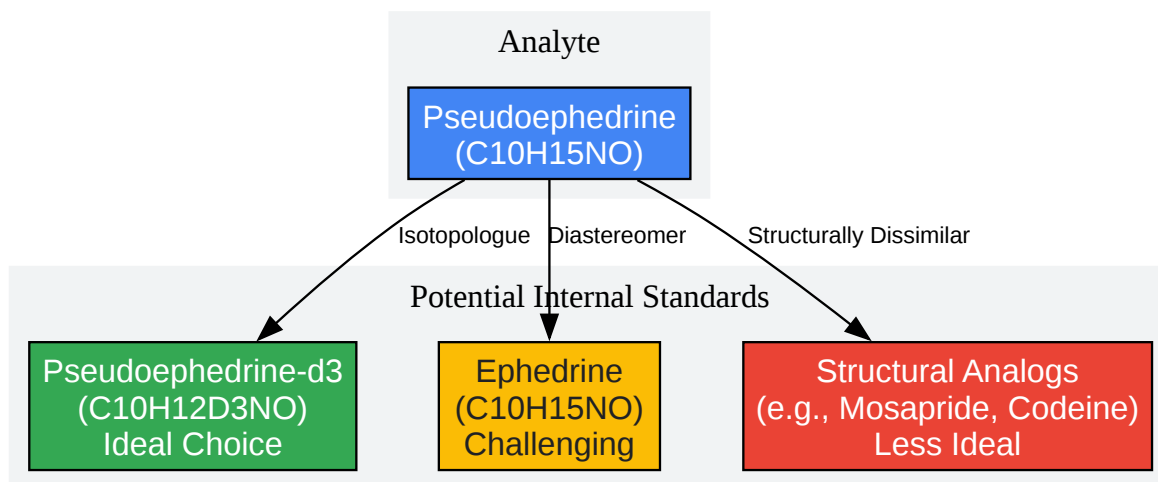 Analyte
Pseudoephedrine
(C10H15NO)
Isotopologue
Diastereomer
Structurally Dissimilar
Potential Internal Standards
Pseudoephedrine-d3
(C10H12D3NO)
Ideal Choice
Ephedrine
(C10H15NO)
Challenging
Structural Analogs
(e.g., Mosapride, Codeine)
Less Ideal